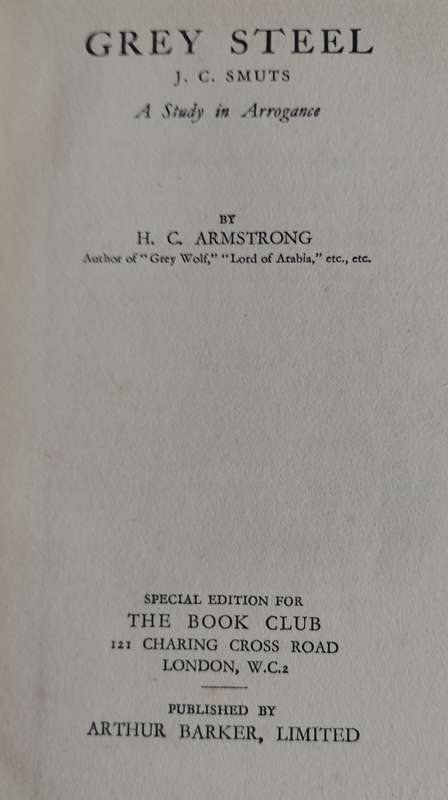 GREY STEEL
J. C. SMUTS
A Study in Arrogance
BY
H. C. ARMSTRONG
Author of "Grey Wolf," "Lord of Arabia," etc., etc.
SPECIAL EDITION FOR
THE BOOK CLUB
121 CHARING CROSS ROAD
LONDON, W.C.2
PUBLISHED BY
ARTHUR BARKER, LIMITED